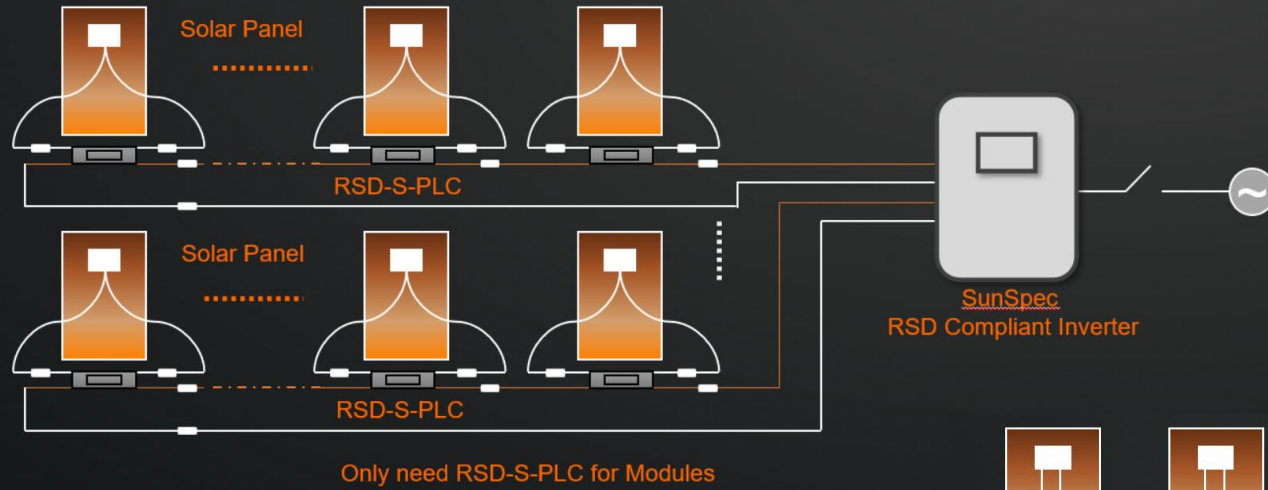 Solar Panel
RSD-S-PLC
Solar Panel
SunSpec
RSD Compliant Inverter
RSD-S-PLC
Only need RSD-S-PLC for Modules